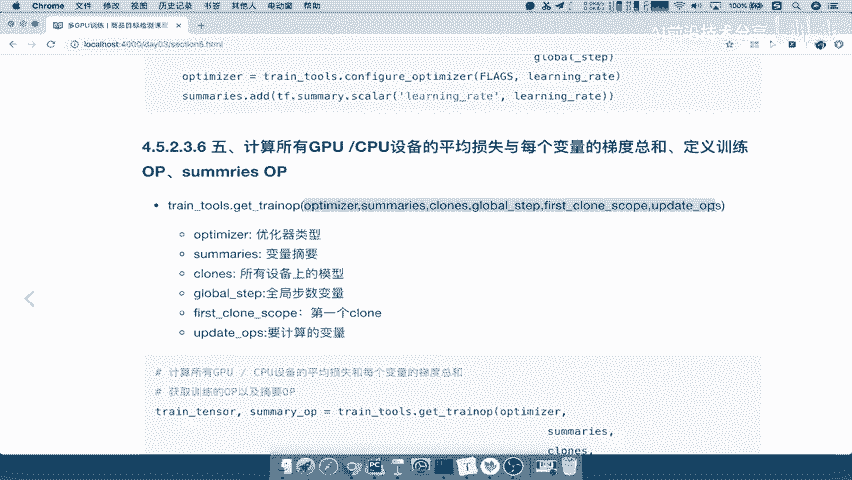 Chrome 文件 修改 视图 历史记录 书签 其他人 电动窗 帮助
100%
多GPU训练 | 商品目标检测课程
localhost:4000/day03/section5.html
global_step)
optimizer = train_tools.configure_optimizer(FLAGS, learning_rate)
summaries.add(tf.summary.scalar('learning_rate', learning_rate))
4.5.2.3.6 五、计算所有GPU /CPU设备的平均损失与每个变量的梯度总和、定义训练
OP、summries OP
train_tools.get_trainop(optimizer,summaries,clones,global_step,first_clone_scope,update_ops)
optimizer: 优化器类型
summaries: 变量摘要
clones: 所有设备上的模型
global_step:全局步数变量
first_clone_scope：第一个clone
update_ops:要计算的变量
# 计算所有GPU / CPU设备的平均损失和每个变量的梯度总和
# 获取训练的OP以及摘要OP
train_tensor, summary_op = train_tools.get_trainop(optimizer,
summaries,
clones,